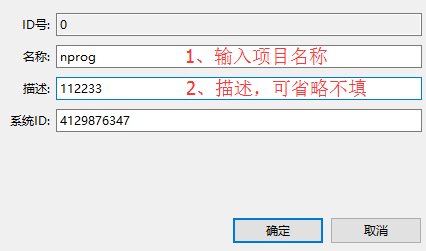 ID号: 0
名称: nprog 1、输入项目名称
描述: 112233 2、描述，可省略不填
系统ID: 4129876347
确定 取消